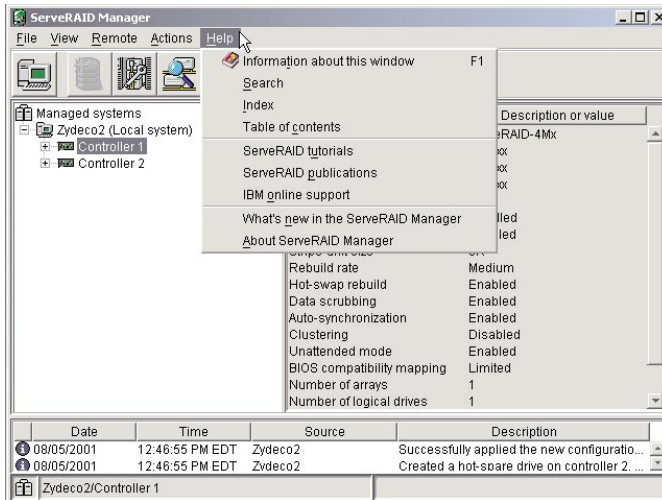 ServeRAID Manager
File View Remote Actions Help
Information about this window F1
Search
Index
Table of contents
ServeRAID tutorials
ServeRAID publications
IBM online support
What's new in the ServeRAID Manager
About ServeRAID Manager
Managed systems
Zydeco2 (Local system)
Controller 1
Controller 2
Description or value
Rebuild rate Medium
Hot-swap rebuild Enabled
Data scrubbing Enabled
Auto-synchronization Enabled
Clustering Disabled
Unattended mode Enabled
BIOS compatibility mapping Limited
Number of arrays 1
Number of logical drives 1
Date Time Source Description
08/05/2001 12:46:55 PM EDT Zydeco2 Successfully applied the new configuratio...
08/05/2001 12:46:55 PM EDT Zydeco2 Created a hot-spare drive on controller 2. ...
Zydeco2/Controller 1